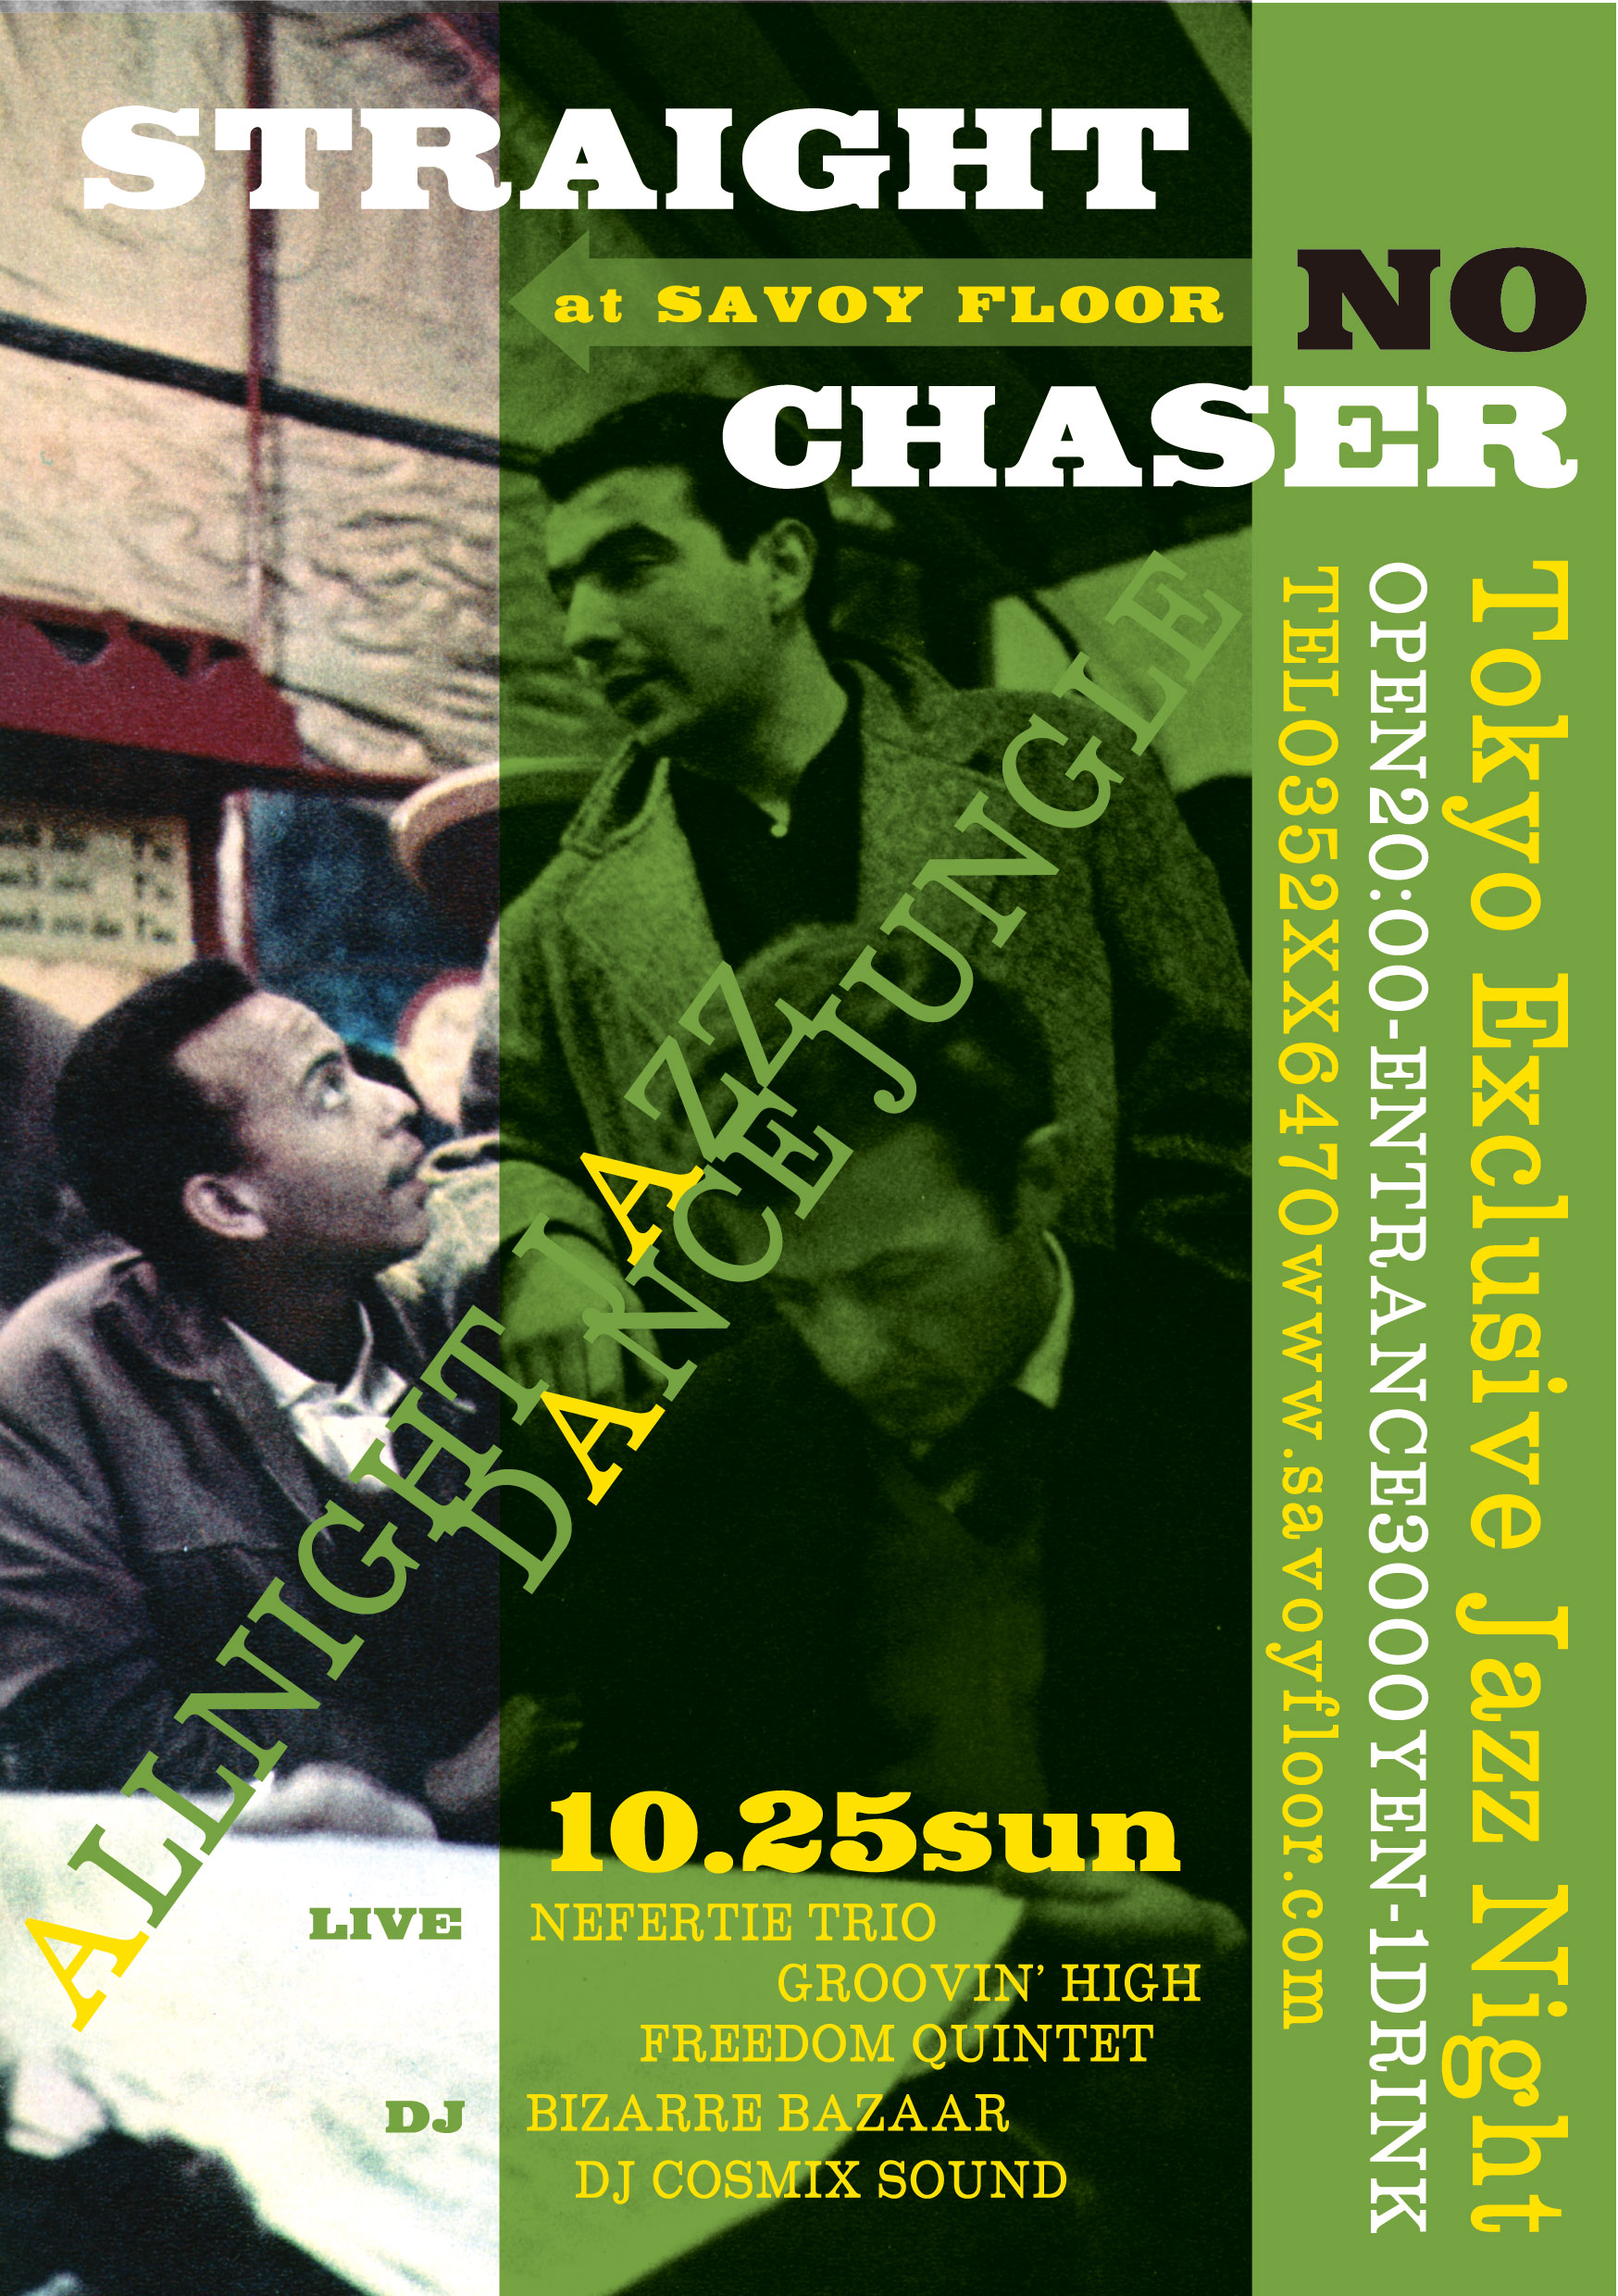 STRAIGHT
at SAVOY FLOOR
NO
CHASER
Tokyo Exclusive Jazz Night
OPEN20:00-ENTRANCE3000YEN-1DRINK
TEL0352XX6470www.savoyfloor.com
ALLNIGHT JAZZ
DANCE JUNGLE
10.25sun
LIVE NEFERTIE TRIO
GROOVIN' HIGH
FREEDOM QUINTET
DJ BIZARRE BAZAAR
DJ COSMIX SOUND